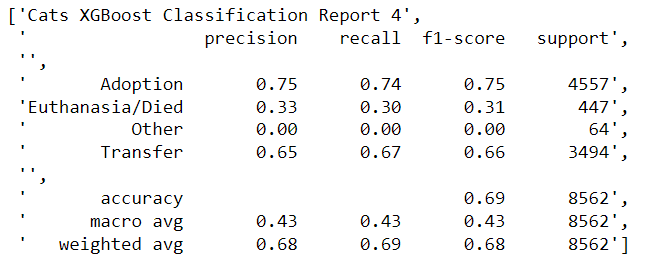 ['Cats XGBoost Classification Report 4',
'                 precision    recall  f1-score   support',
'',
'       Adoption       0.75      0.74      0.75      4557',
'Euthanasia/Died       0.33      0.30      0.31       447',
'          Other       0.00      0.00      0.00        64',
'       Transfer       0.65      0.67      0.66      3494',
'',
'       accuracy                           0.69      8562',
'      macro avg       0.43      0.43      0.43      8562',
'   weighted avg       0.68      0.69      0.68      8562']